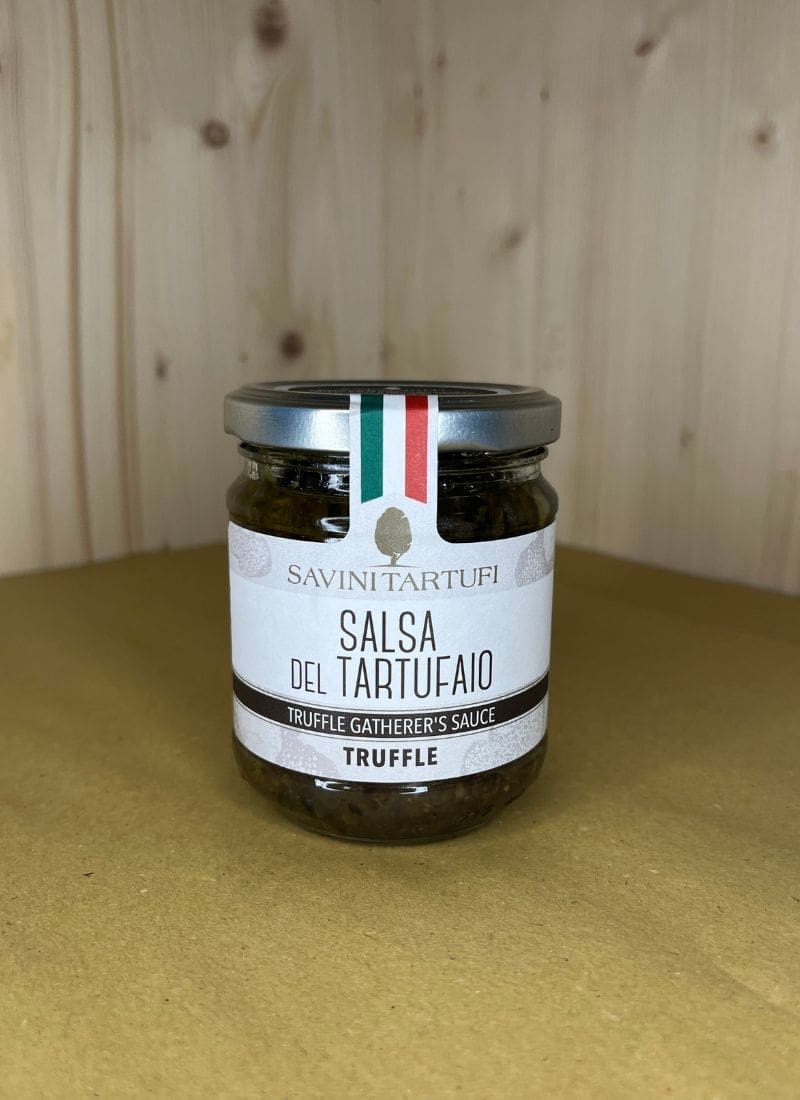 SAVINI TARTUFI
SALSA
DEL TARTUFAIO
TRUFFLE GATHERER'S SAUCE
TRUFFLE